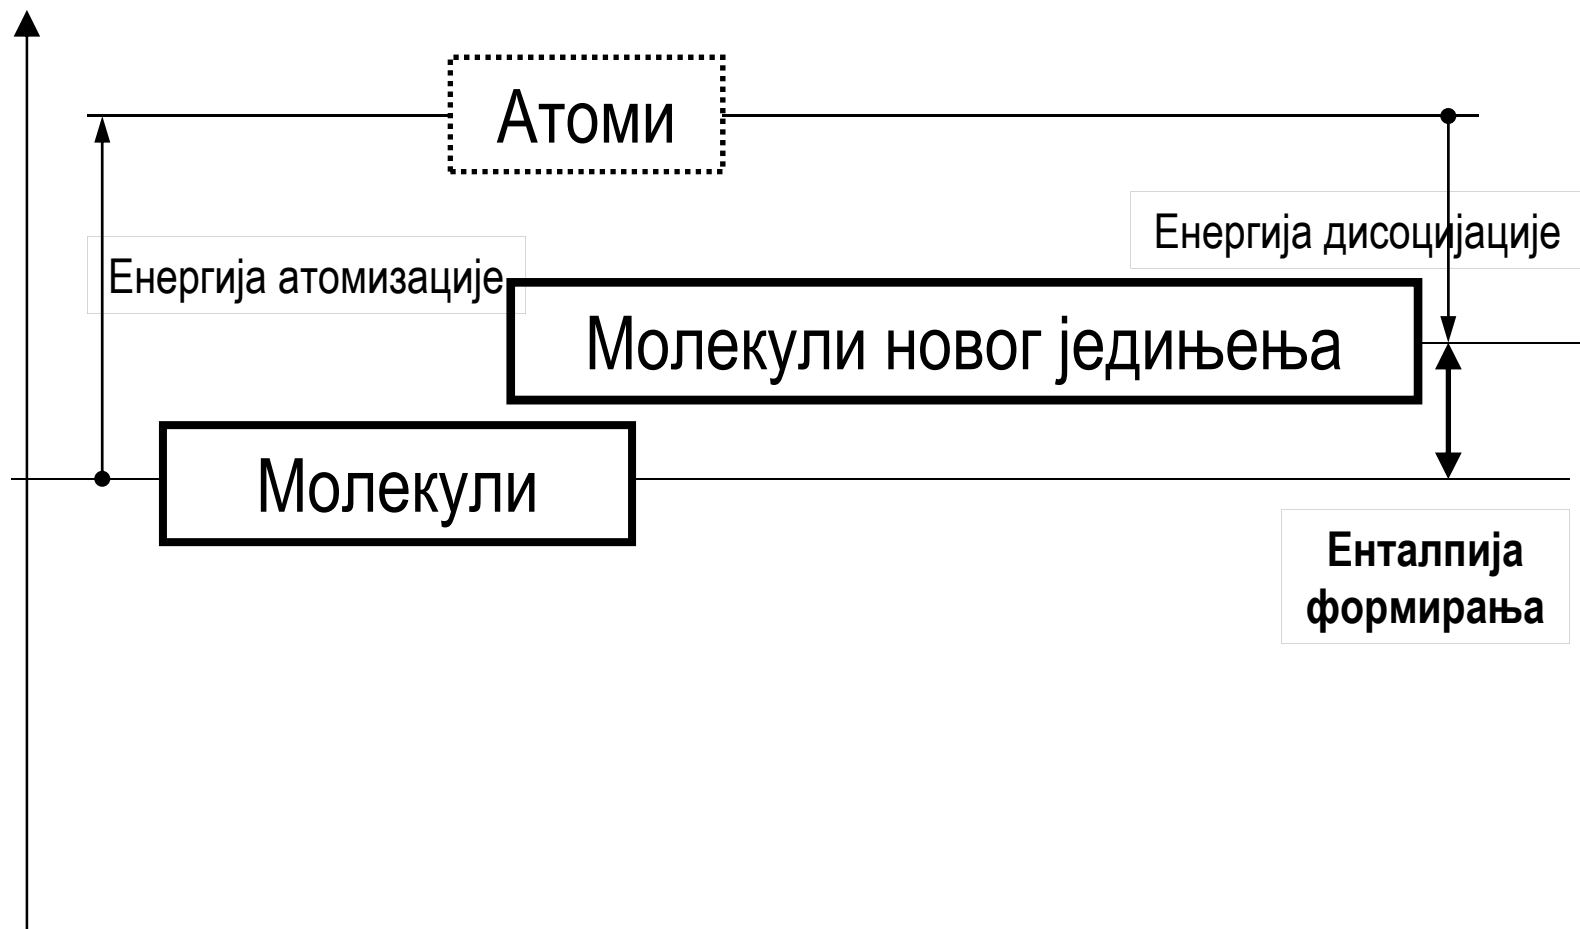 Атоми
Енергија дисоцијације
Енергија атомизације
Молекули новог једињења
Молекули
Енталпија
формирања